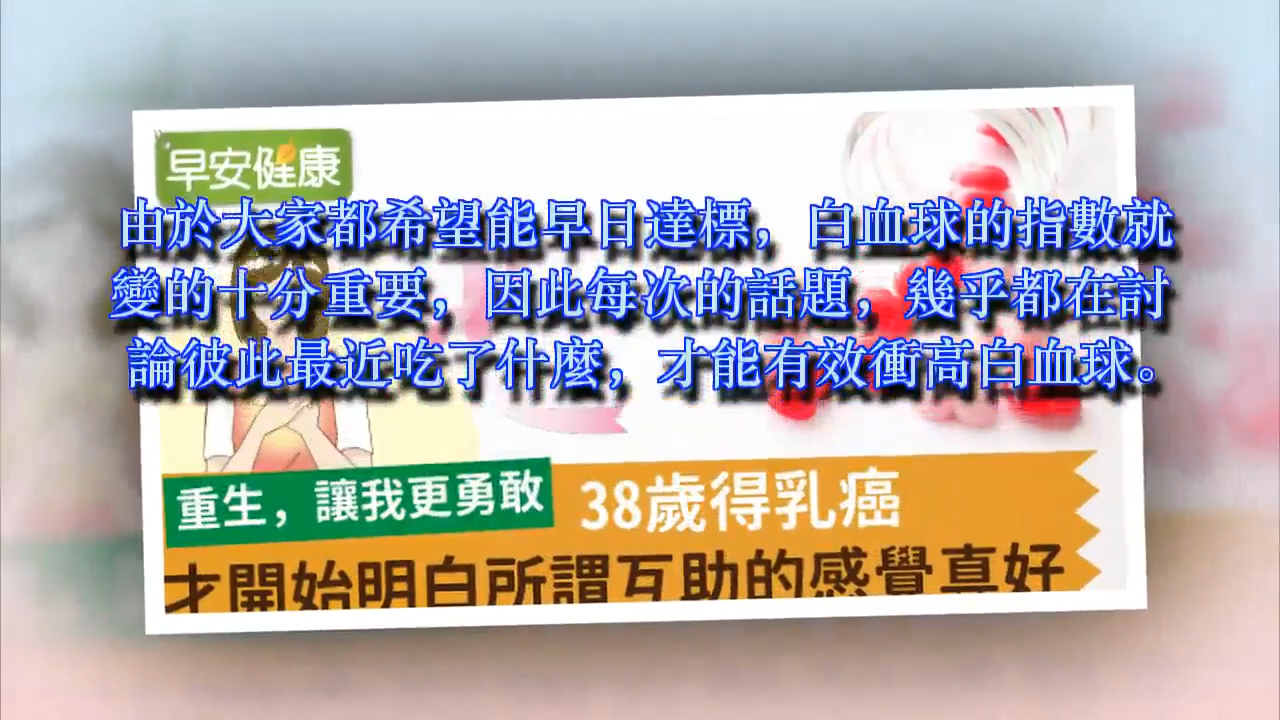 早安健康
由於大家都希望能早日達標，白血球的指數就
變的十分重要，因此每次的話題，幾乎都在討
論彼此最近吃了什麼，才能有效衝高白血球。
重生，讓我更勇敢 38歲得乳癌
才開始明白所謂互助的感覺真好